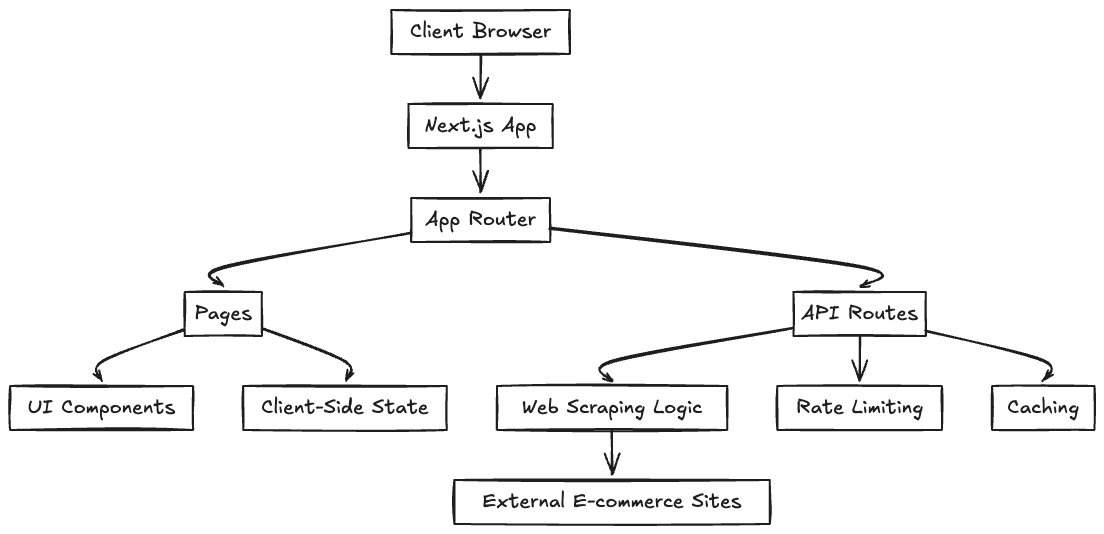 Client Browser
Next.js App
App Router
Pages
API Routes
UI Components
Client-Side State
Web Scraping Logic
Rate Limiting
Caching
External E-commerce Sites